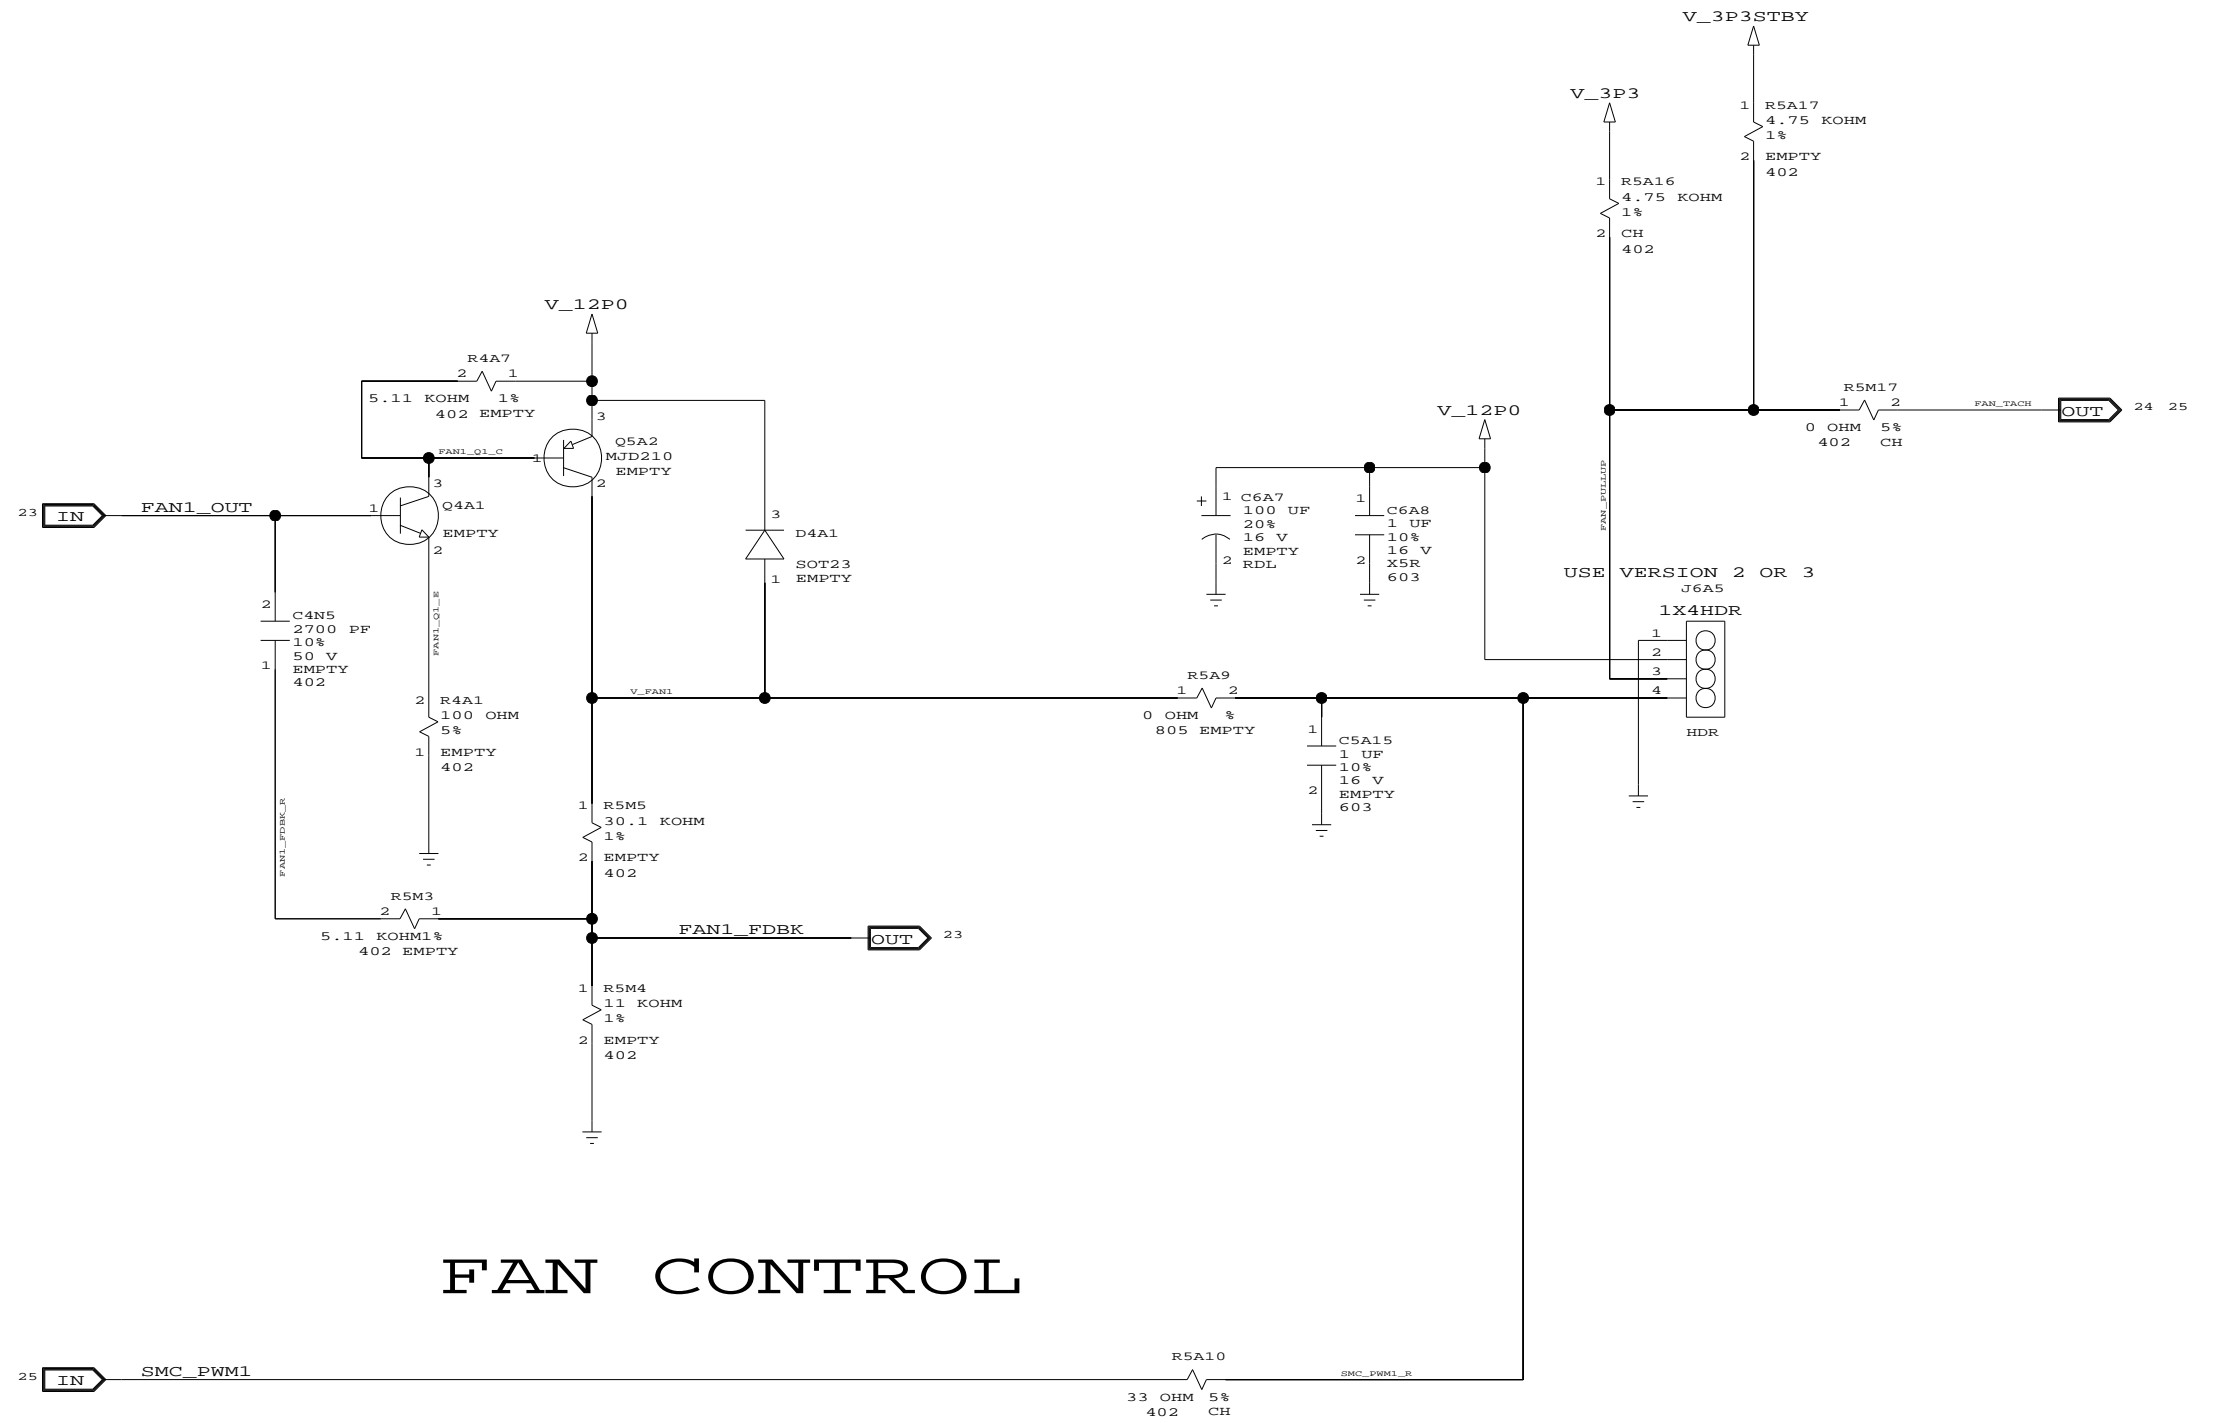 V_3P3STBY
1 R5A17
4.75 KOHM
1%
2 EMPTY
402
V_3P3
1 R5A16
4.75 KOHM
1%
2 CH
402
V_12P0
R4A7
2 1
5.11 KOHM 1%
402 EMPTY
3
Q5A2
MJD210
EMPTY
FAN1_Q1_C
1
2
3
Q4A1
EMPTY
1
2
23 IN FAN1_OUT
FAN1_Q1_E
3
D4A1
SOT23
1 EMPTY
2
C4N5
2700 PF
10%
50 V
1 EMPTY
402
2 R4A1
100 OHM
5%
1 EMPTY
402
FAN1_FDBK_R
V_FAN1
R5M17
1 2
0 OHM 5%
402 CH
FAN_TACH
OUT 24 25
V_12P0
FAN_PULLUP
+ 1 C6A7
100 UF
20%
16 V
EMPTY
2 RDL
1
C6A8
1 UF
10%
16 V
2 X5R
603
USE VERSION 2 OR 3
J6A5
1X4HDR
1
2
3
4
HDR
R5A9
1 2
0 OHM %
805 EMPTY
1
C5A15
1 UF
10%
16 V
2 EMPTY
603
1 R5M5
30.1 KOHM
1%
2 EMPTY
402
R5M3
2 1
5.11 KOHM1%
402 EMPTY
FAN1_FDBK
OUT 23
1 R5M4
11 KOHM
1%
2 EMPTY
402
FAN CONTROL
25 IN SMC_PWM1
R5A10
33 OHM 5%
402 CH
SMC_PWM1_R